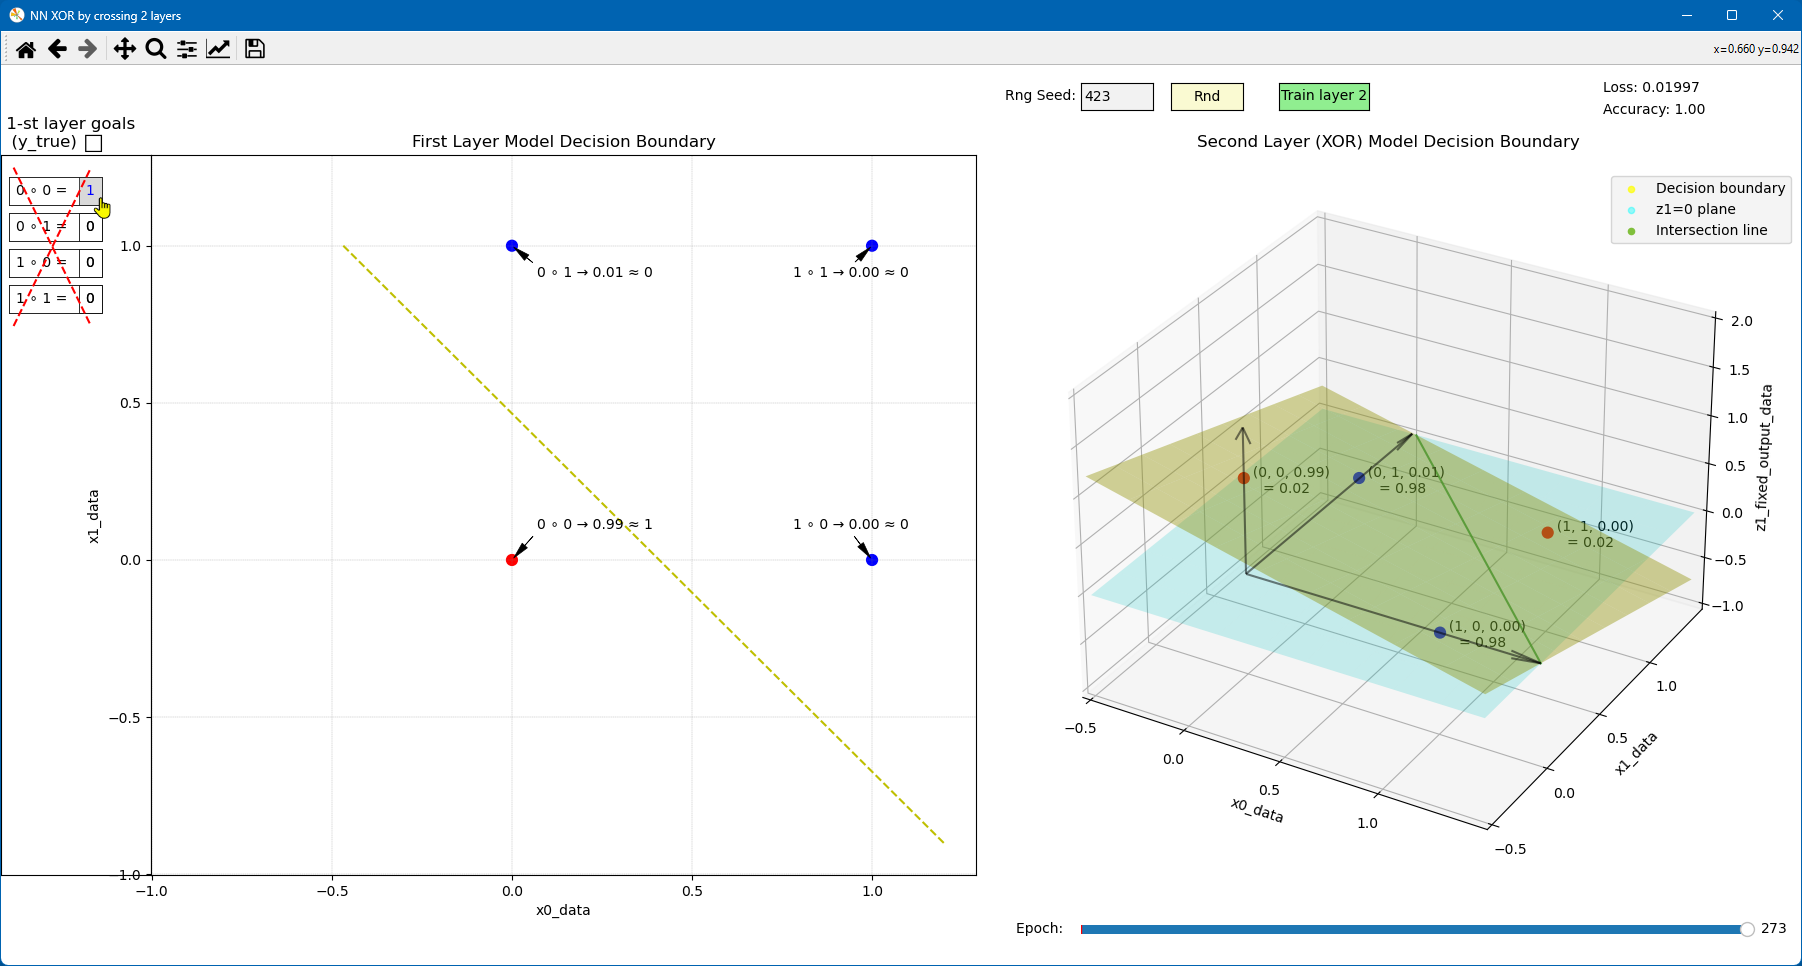 NN XOR by crossing 2 layers
x=0.660 y=0.942
Rng Seed: 423 Rnd Train layer 2
Loss: 0.01997
Accuracy: 1.00
1-st layer goals
(y_true)
0 ∘ 0 = 1
0 ∘ 1 = 0
1 ∘ 0 = 0
1 ∘ 1 = 0
First Layer Model Decision Boundary
1.0
0.5
0.0
−0.5
−1.0
x1_data
0 ∘ 1 → 0.01 ≈ 0
1 ∘ 1 → 0.00 ≈ 0
0 ∘ 0 → 0.99 ≈ 1
1 ∘ 0 → 0.00 ≈ 0
−1.0 −0.5 0.0 0.5 1.0
x0_data
Second Layer (XOR) Model Decision Boundary
Decision boundary
z1=0 plane
Intersection line
(0, 0, 0.99)
= 0.02
(0, 1, 0.01)
= 0.98
(1, 1, 0.00)
= 0.02
(1, 0, 0.00)
= 0.98
2.0
1.5
1.0
0.5
0.0
−0.5
−1.0
z1_fixed_output_data
1.0
0.5
0.0
−0.5
x1_data
−0.5
0.0
0.5
1.0
x0_data
Epoch: 273